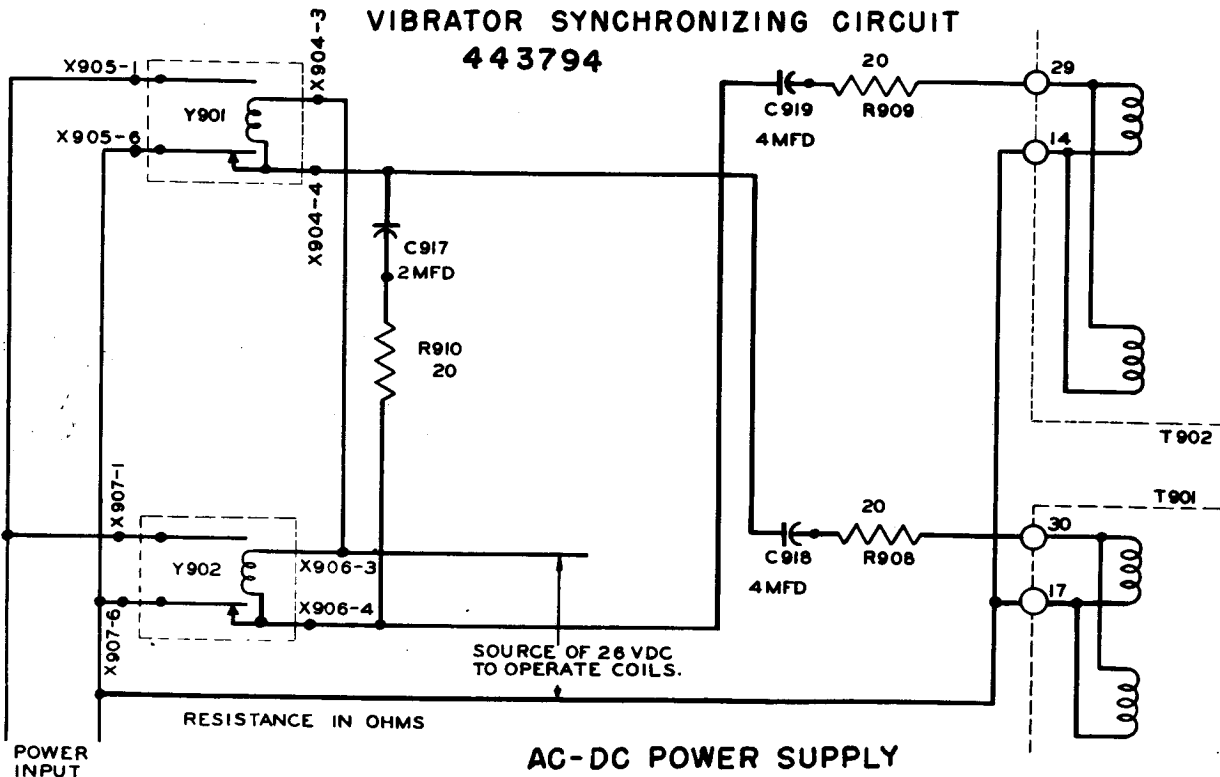 VIBRATOR SYNCHRONIZING CIRCUIT
443794
X905-1
X904-3
Y901
X905-6
X904-4
C917
2MFD
R910
20
20
C919
R909
4MFD
29
14
T902
T901
X907-1
Y902
X906-3
X907-6
X906-4
20
C918
R908
4MFD
30
17
SOURCE OF 26 VDC
TO OPERATE COILS.
RESISTANCE IN OHMS
POWER
INPUT
AC-DC POWER SUPPLY